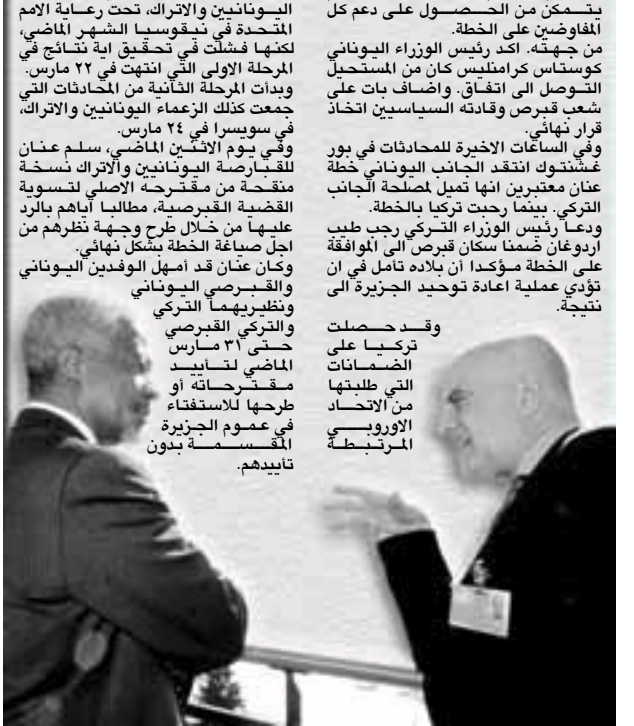 يتمكن من الحصول على دعم كل
المفاوضين على الخطة.
من جهته. اكد رئيس الوزراء اليوناني
كوستاس كرامنليس كان من المستحيل
التوصل الى اتفاق. واضاف بات على
شعب قبرص وقادته السياسيين اتخاذ
قرار نهائي.
وفي الساعات الاخيرة للمحادثات في بور
غشنتوك انتقد الجانب اليوناني خطة
عنان معتبرين انها تميل لمصلحة الجانب
التركي. بينما رحبت تركيا بالخطة.
ودعا رئيس الوزراء التركي رجب طيب
اردوغان ضمنا سكان قبرص الى الموافقة
على الخطة مؤكدا أن بلاده تأمل في ان
تؤدي عملية اعادة توحيد الجزيرة الى
نتيجة.
وقد حصلت
تركيا على
الضمانات
التي طلبتها
من الاتحاد
الاوروبي
المرتبطة
اليونانيين والاتراك، تحت رعاية الامم
المتحدة في نيقوسيا الشهر الماضي،
لكنها فشلت في تحقيق اية نتائج في
المرحلة الاولى التي انتهت في ٢٢ مارس.
وبدأت المرحلة الثانية من المحادثات التي
جمعت كذلك الزعماء اليونانيين والاتراك،
في سويسرا في ٢٤ مارس.
وفي يوم الاثنين الماضي، سلم عنان
للقبارصة اليونانيين والاتراك نسخة
منقحة من مقترحه الاصلي لتسوية
القضية القبرصية، مطالبا اياهم بالرد
عليها من خلال طرح وجهة نظرهم من
اجل صياغة الخطة بشكل نهائي.
وكان عنان قد أمهل الوفدين اليوناني
والقبرصي اليوناني
ونظيريهما التركي
والتركي القبرصي
حتى ٣١ مارس
الماضي لتأييد
مقترحاته أو
طرحها للاستفتاء
في عموم الجزيرة
المقسمة بدون
تأييدهم.